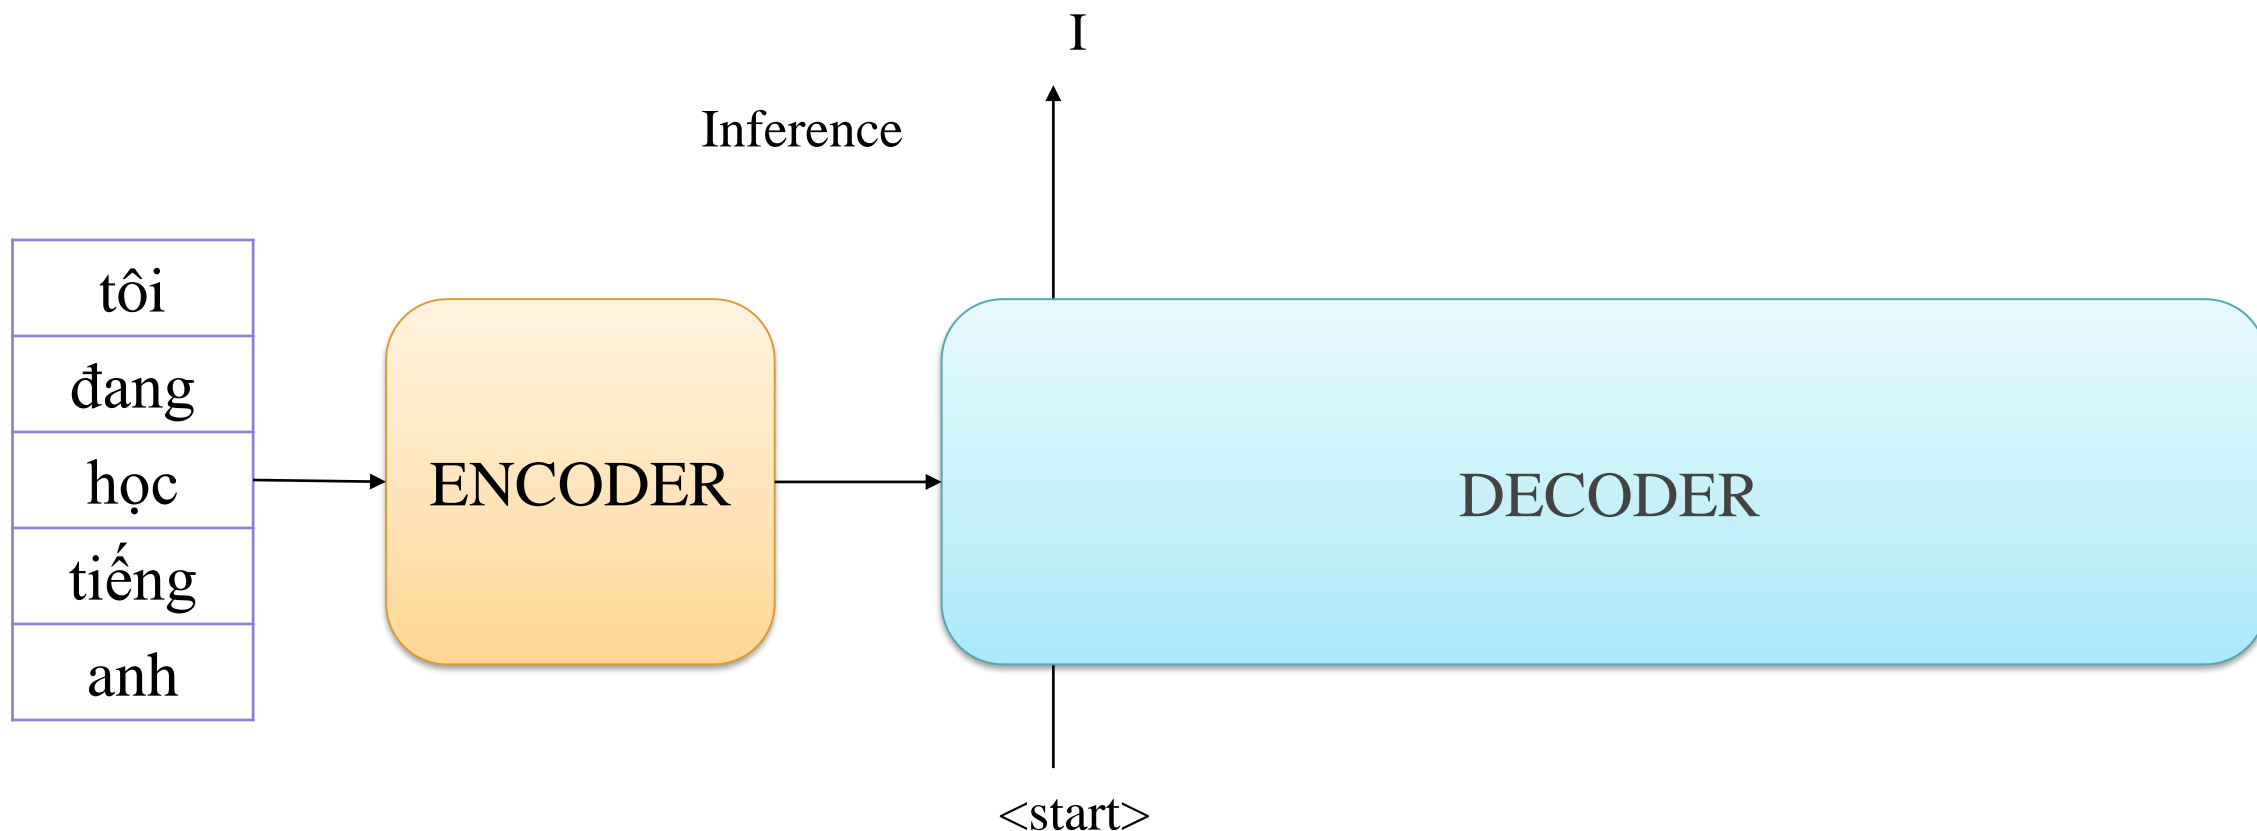 I
Inference
tôi
đang
học
tiếng
anh
ENCODER
DECODER
<start>